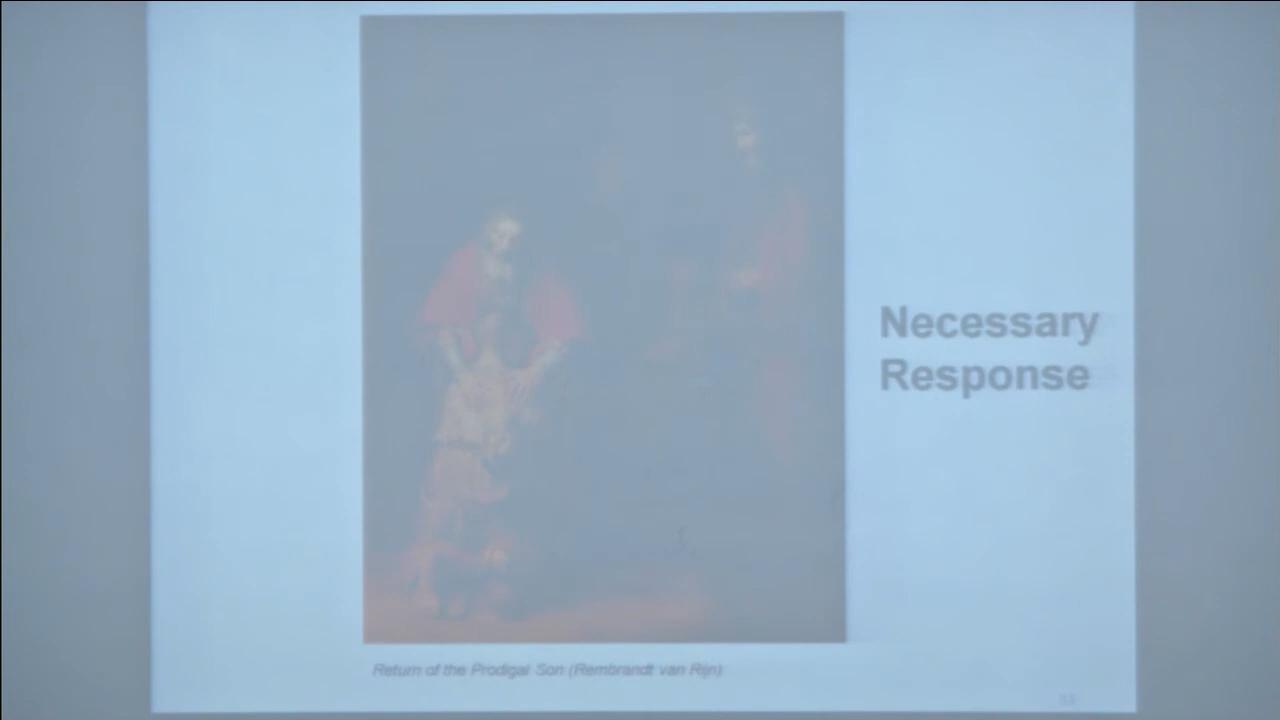 Necessary
Response
Return of the Prodigal Son (Rembrandt van Rijn)